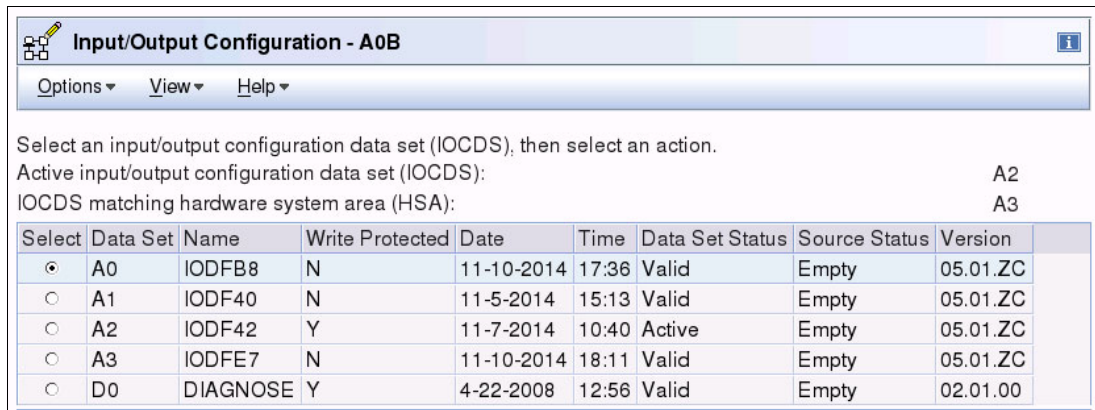 Input/Output Configuration - A0B
i
Options View Help
Select an input/output configuration data set (IOCDS), then select an action.
Active input/output configuration data set (IOCDS): A2
IOCDS matching hardware system area (HSA): A3
Select Data Set Name Write Protected Date Time Data Set Status Source Status Version
A0 IODFB8 N 11-10-2014 17:36 Valid Empty 05.01.ZC
A1 IODF40 N 11-5-2014 15:13 Valid Empty 05.01.ZC
A2 IODF42 Y 11-7-2014 10:40 Active Empty 05.01.ZC
A3 IODFE7 N 11-10-2014 18:11 Valid Empty 05.01.ZC
D0 DIAGNOSE Y 4-22-2008 12:56 Valid Empty 02.01.00